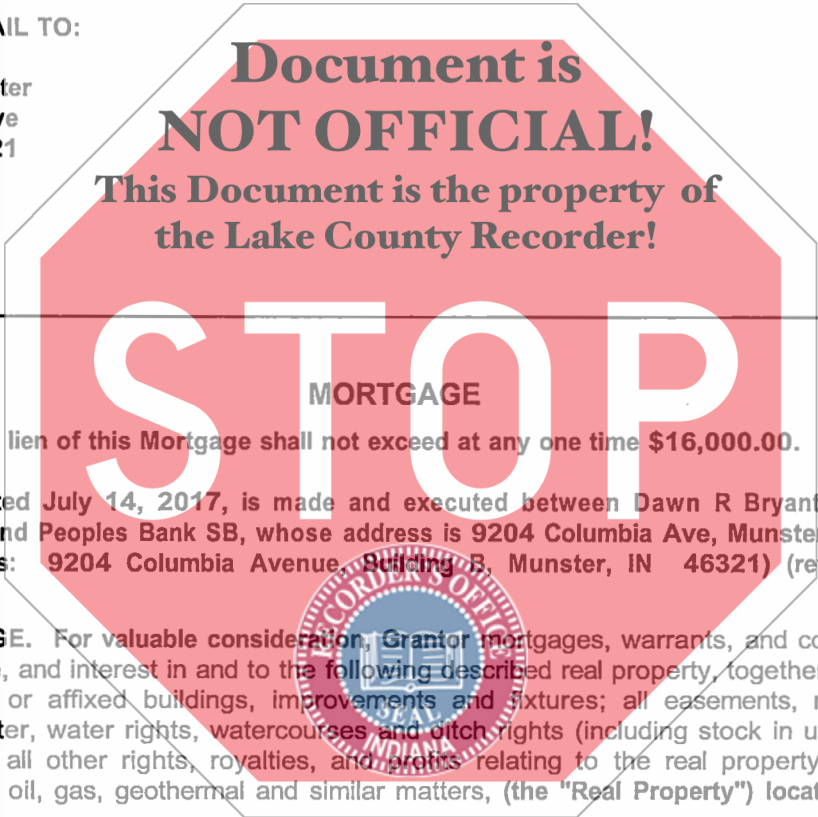 AIL TO:
ter
ve
21
Document is
NOT OFFICIAL!
This Document is the property of
the Lake County Recorder!
STOP
MORTGAGE
lien of this Mortgage shall not exceed at any one time $16,000.00.
ted July 14, 2017, is made and executed between Dawn R Bryant
nd Peoples Bank SB, whose address is 9204 Columbia Ave, Munste
s: 9204 Columbia Avenue, Building B, Munster, IN 46321) (re
GE. For valuable consideration, Grantor mortgages, warrants, and co
, and interest in and to the following described real property, together
or affixed buildings, improvements and fixtures; all easements, r
ter, water rights, watercourses and ditch rights (including stock in u
all other rights, royalties, and profits relating to the real property
oil, gas, geothermal and similar matters, (the "Real Property") locat
RECORDER'S OFFICE
SEAL
INDIANA